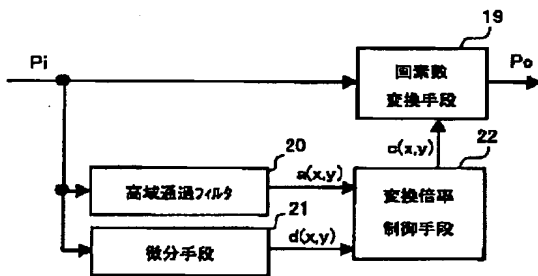 19
Pi
画素数
変換手段
Po
c(x,y)
22
20
高域通過フィルタ
a(x,y)
変換倍率
制御手段
21
微分手段
d(x,y)